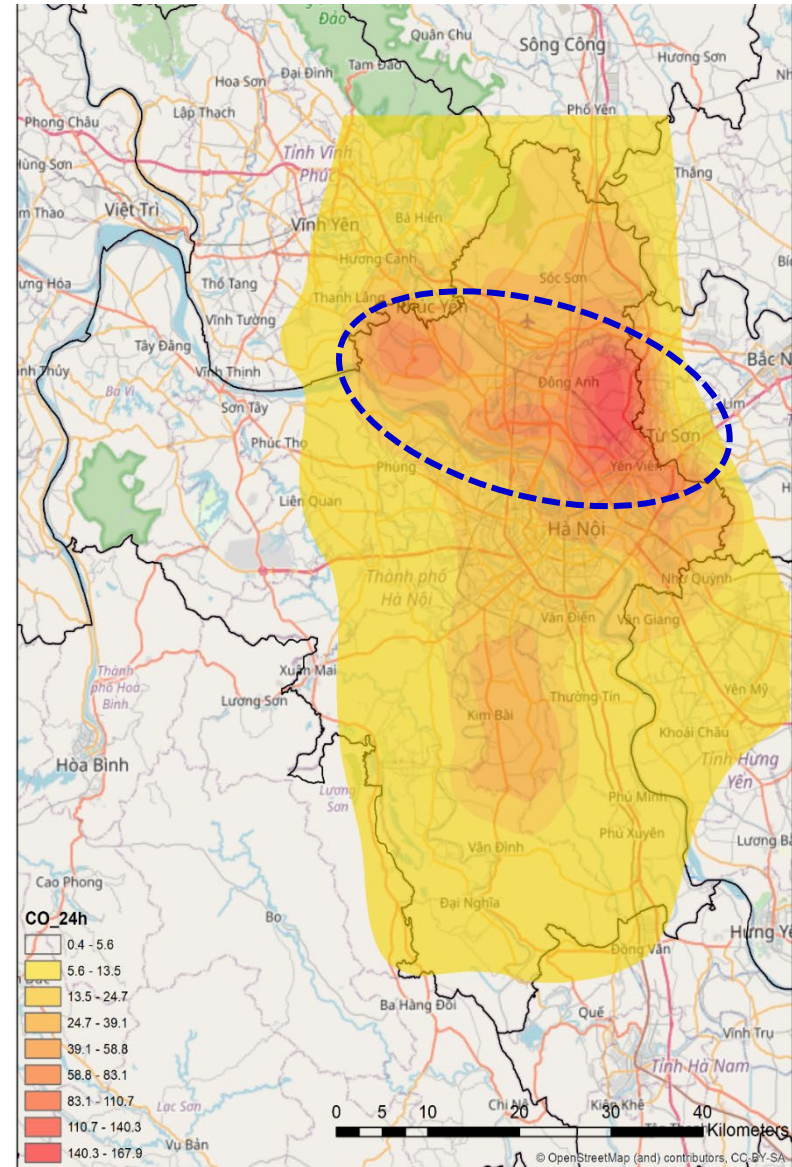 Đảo
Quân Chu
Sông Công
Hương Sơn
Hoa Sơn
Đại Đình
Tam Đảo
Nh
Phong Châu
Lập Thạch
Phổ Yên
Hùng Sơn
Tỉnh Vĩnh
Phúc
Thắng
m Thao
Việt Trì
Vĩnh Yên
Bá Hiến
Hương Canh
ưng Hóa
Thổ Tang
Sóc Sơn
Thanh Lãng
Phúc Yên
Vĩnh Tường
Tây Đằng
Bắc N
nh Thủy
Vĩnh Thịnh
Đông Anh
Ba Vì
Sơn Tây
Lim
Phúc Thọ
Từ Sơn
Phùng
Yên Viên
Liên Quan
Hà Nội
Thành phố
Hà Nội
Như Quỳnh
Văn Điển
Văn Giang
Thành
phố Hoà
Bình
Xuân Mai
Lương Sơn
Thường Tín
Yên Mỹ
Kim Bài
Khoái Châu
Hòa Bình
Tỉnh Hưng
Yên
Lương
Sơn
Phú Minh
Phú Xuyên
Vân Đình
Lương Bằ
Cao Phong
Đại Nghĩa
Bo
Hưng Yê
Đồng Văn
CO_24h
0.4 - 5.6
5.6 - 13.5
13.5 - 24.7
24.7 - 39.1
39.1 - 58.8
58.8 - 83.1
83.1 - 110.7
110.7 - 140.3
140.3 - 167.9
Ba Hàng Đồi
Quế
Vĩnh Trụ
Tỉnh Hà Nam
Lạc Sơn
Chi Nê
Kiện Khê
Vụ Bản
0 5 10 20 30 40
Kilometers
© OpenStreetMap (and) contributors, CC-BY-SA